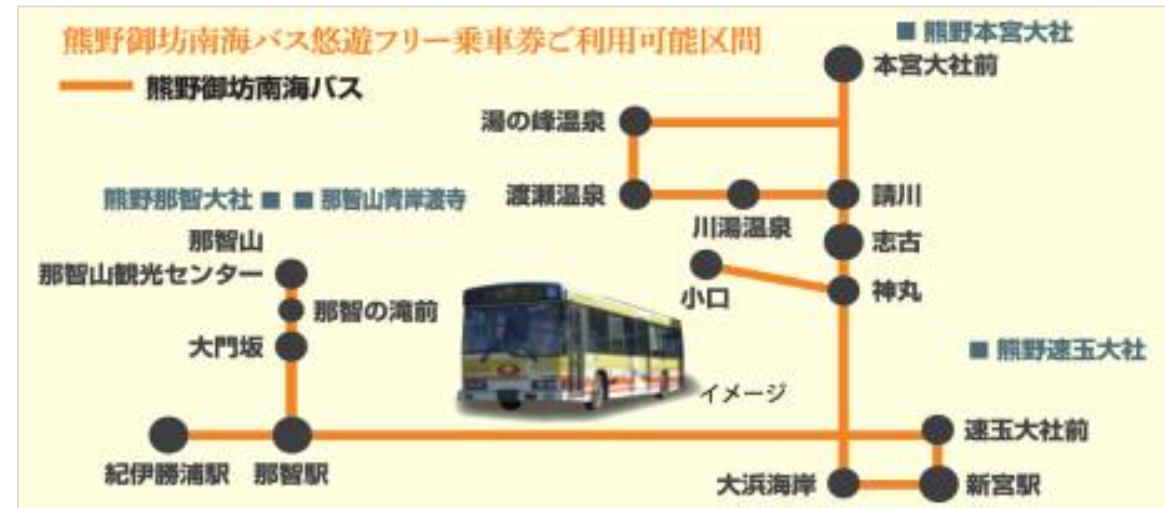 熊野御坊南海バス悠遊フリー乗車券ご利用可能区間
熊野御坊南海バス
■ 熊野本宮大社
本宮大社前
湯の峰温泉
渡瀬温泉
川湯温泉
請川
志古
小口
神丸
熊野那智大社 ■ ■ 那智山青岸渡寺
那智山
那智山観光センター
那智の滝前
大門坂
イメージ
■ 熊野速玉大社
速玉大社前
紀伊勝浦駅
那智駅
大浜海岸
新宮駅